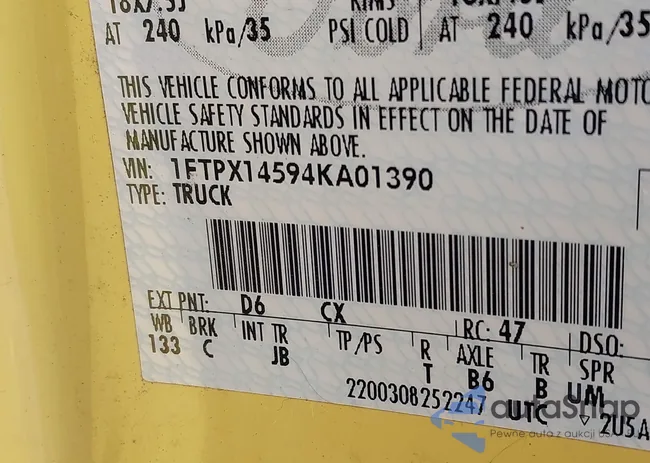 AT 240 kPa/35 PSI COLD AT 240 kPa/35
THIS VEHICLE CONFORMS TO ALL APPLICABLE FEDERAL MOTO
VEHICLE SAFETY STANDARDS IN EFFECT ON THE DATE OF
MANUFACTURE SHOWN ABOVE.
VIN: 1FTPX14594KA01390
TYPE: TRUCK
EXT PNT: D6 CX RC: 47 DSO:
WB BRK INT TR TP/PS R AXLE TR SPR
133 C JB T B6 B UM
2200308252247 UTC ▽ 2U5A
autoSnap
Pewne auta z aukcji USA